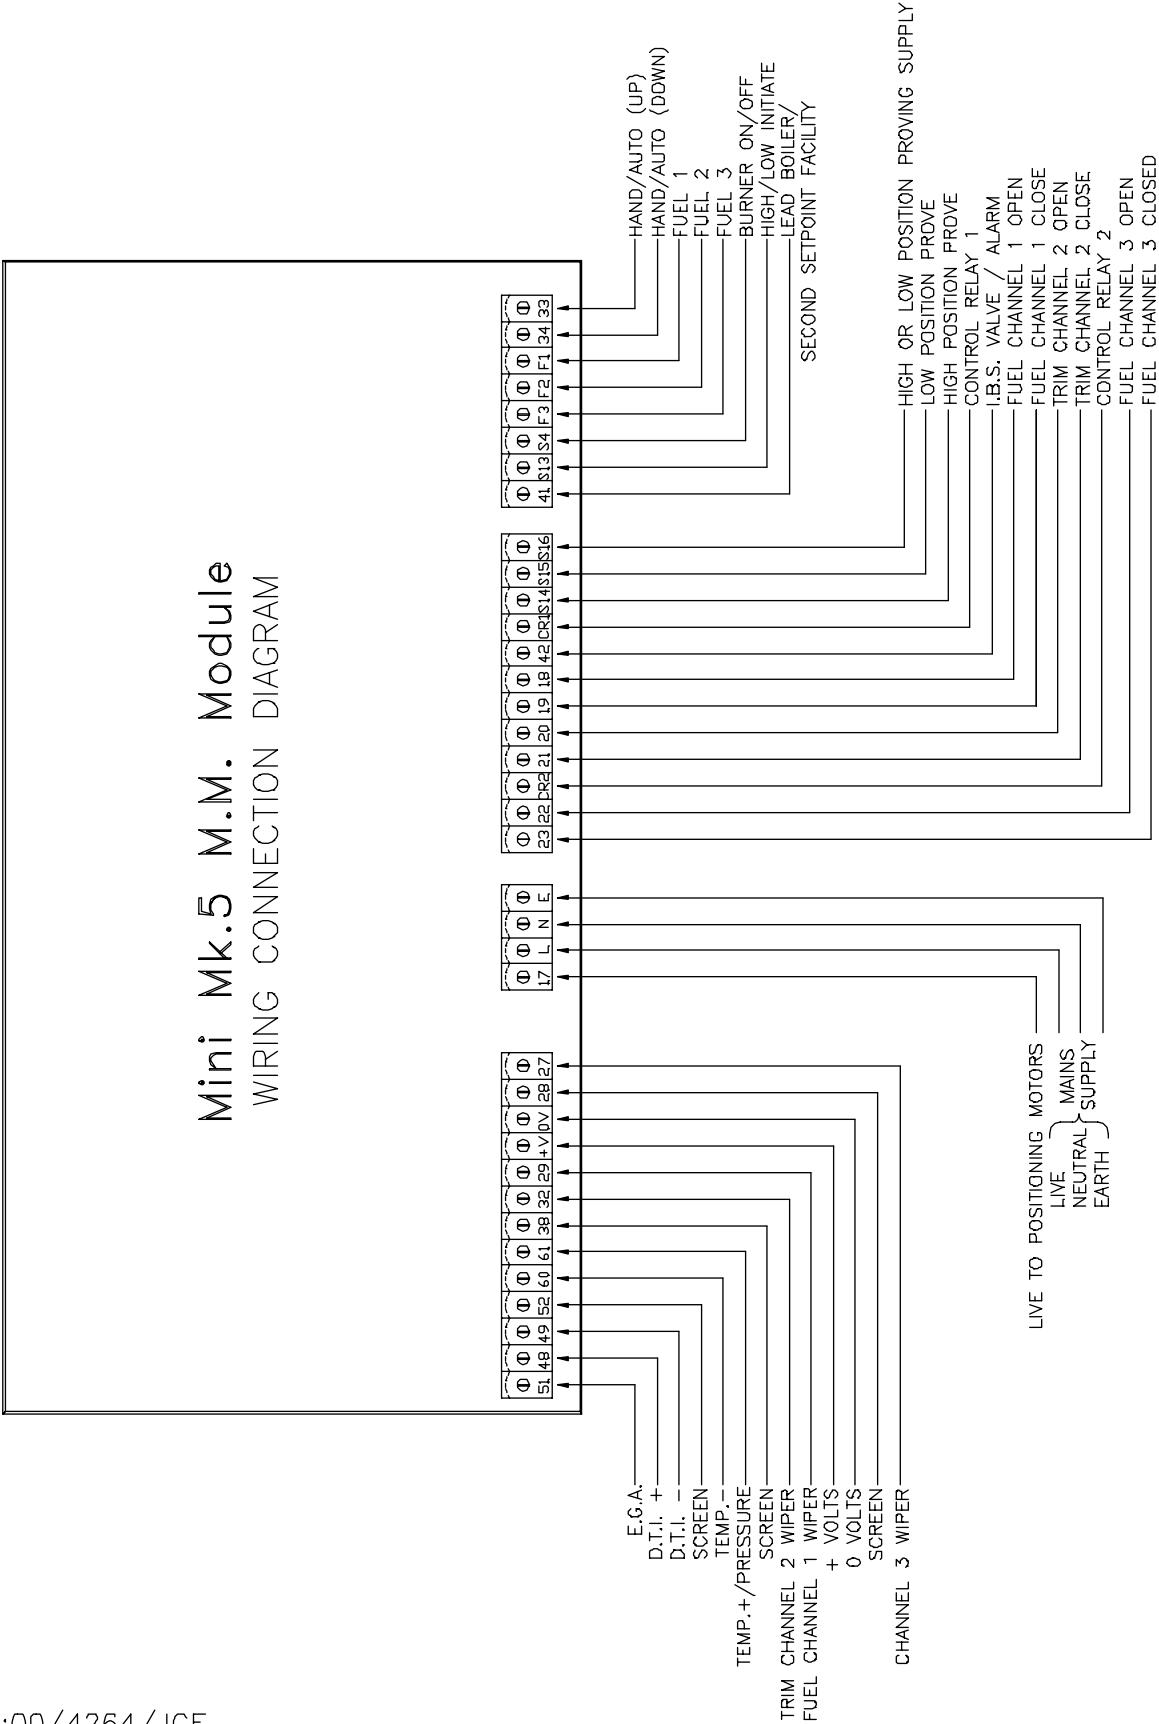 Mini Mk.5 M.M. Module
WIRING CONNECTION DIAGRAM
51
48
49
52
60
61
38
32
29
+V
0V
28
27
17
L
N
E
23
22
CR2
21
20
19
18
42
CR1
S14
S15
S16
41
S13
S4
F3
F2
F1
34
33
E.G.A.
D.T.I. +
D.T.I. -
SCREEN
TEMP.-
TEMP.+/PRESSURE
SCREEN
TRIM CHANNEL 2 WIPER
FUEL CHANNEL 1 WIPER
+ VOLTS
0 VOLTS
SCREEN
CHANNEL 3 WIPER
LIVE TO POSITIONING MOTORS
LIVE
NEUTRAL
EARTH
MAINS
SUPPLY
HAND/AUTO (UP)
HAND/AUTO (DOWN)
FUEL 1
FUEL 2
FUEL 3
BURNER ON/OFF
HIGH/LOW INITIATE
LEAD BOILER/
SECOND SETPOINT FACILITY
HIGH OR LOW POSITION PROVING SUPPLY
LOW POSITION PROVE
HIGH POSITION PROVE
CONTROL RELAY 1
I.B.S. VALVE / ALARM
FUEL CHANNEL 1 OPEN
FUEL CHANNEL 1 CLOSE
TRIM CHANNEL 2 OPEN
TRIM CHANNEL 2 CLOSE
CONTROL RELAY 2
FUEL CHANNEL 3 OPEN
FUEL CHANNEL 3 CLOSED